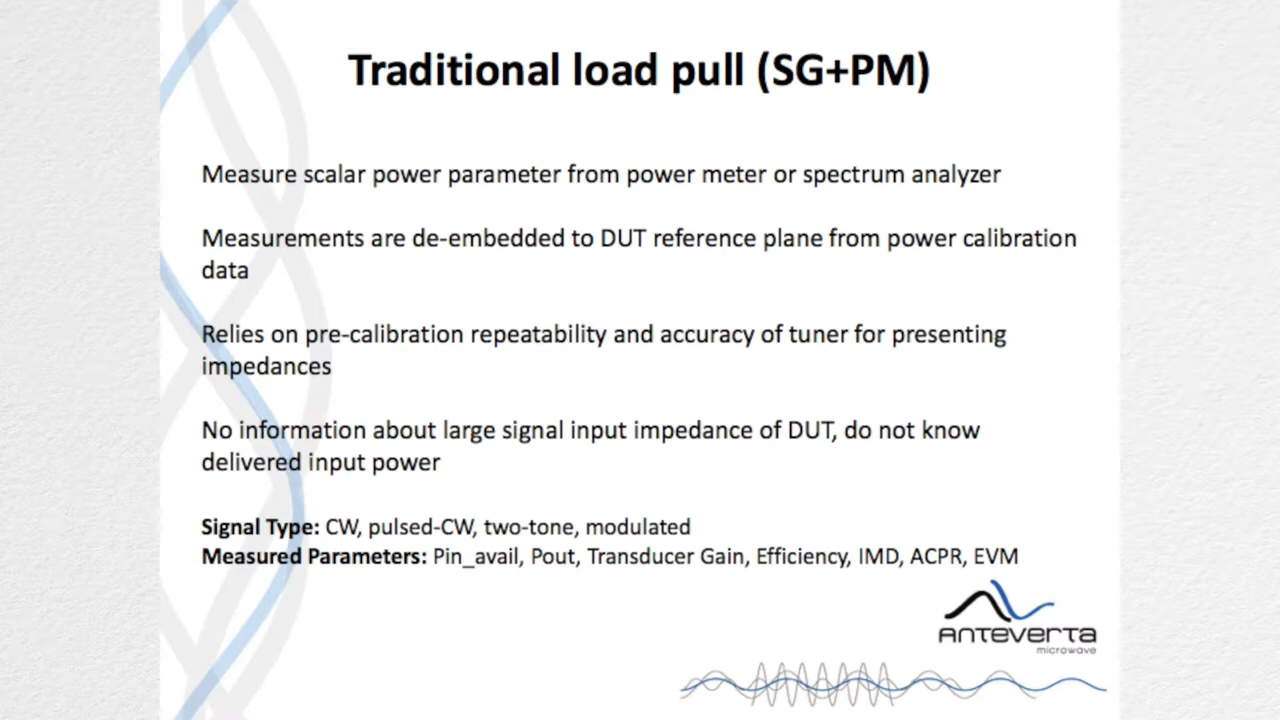 Traditional load pull (SG+PM)
Measure scalar power parameter from power meter or spectrum analyzer
Measurements are de-embedded to DUT reference plane from power calibration
data
Relies on pre-calibration repeatability and accuracy of tuner for presenting
impedances
No information about large signal input impedance of DUT, do not know
delivered input power
Signal Type: CW, pulsed-CW, two-tone, modulated
Measured Parameters: Pin_avail, Pout, Transducer Gain, Efficiency, IMD, ACPR, EVM
Anteverta
microwave